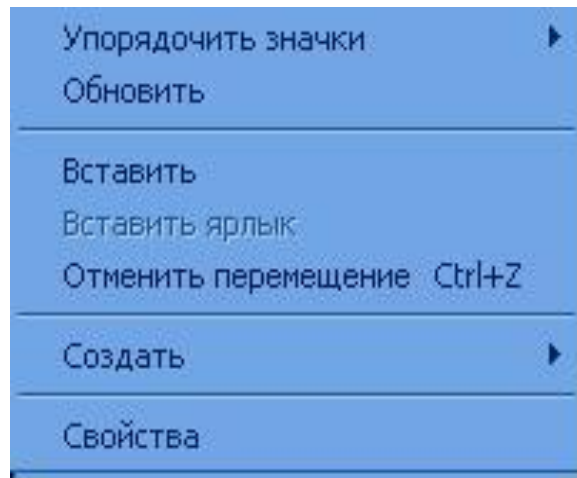 Упорядочить значки
Обновить
Вставить
Вставить ярлык
Отменить перемещение Ctrl+Z
Создать
Свойства